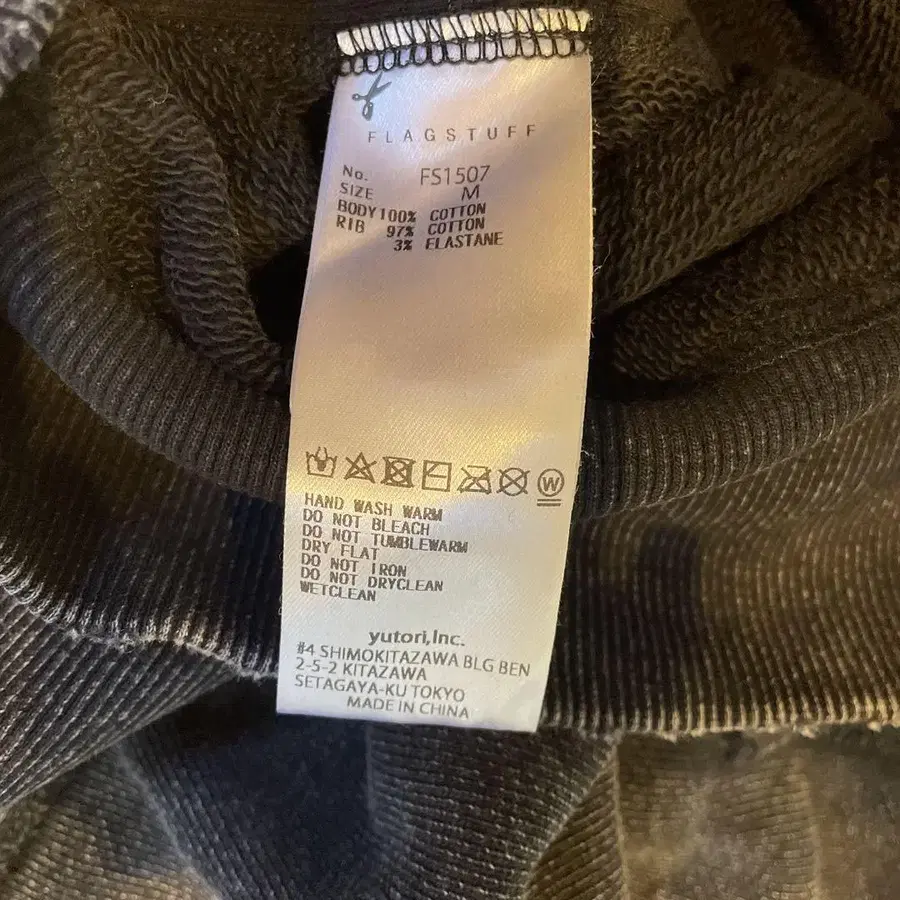 FLAGSTUFF
No. FS1507
SIZE M
BODY 100% COTTON
RIB 97% COTTON
3% ELASTANE
W
HAND WASH WARM
DO NOT BLEACH
DO NOT TUMBLEWARM
DRY FLAT
DO NOT IRON
DO NOT DRYCLEAN
WETCLEAN
yutori,Inc.
#4 SHIMOKITAZAWA BLG BEN
2-5-2 KITAZAWA
SETAGAYA-KU TOKYO
MADE IN CHINA